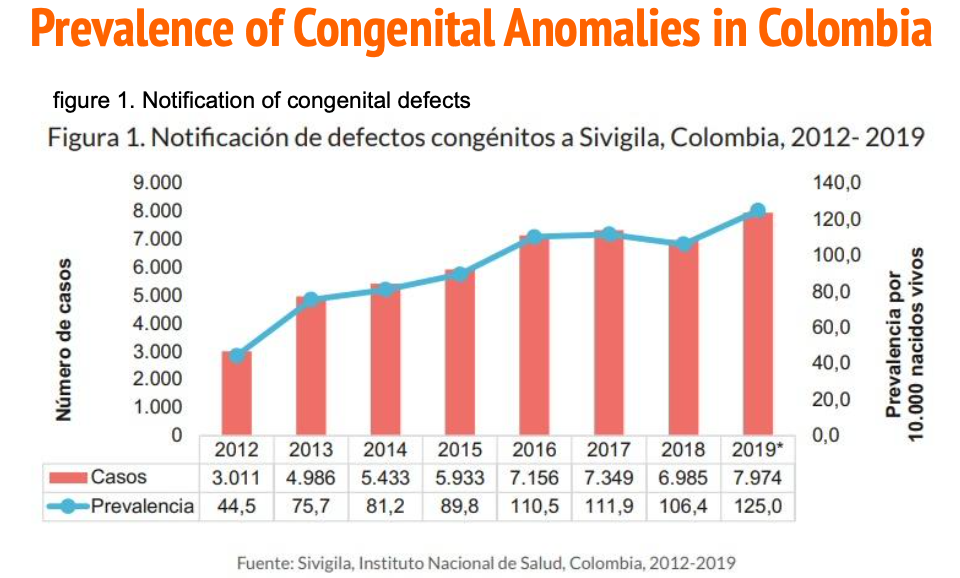 Prevalence of Congenital Anomalies in Colombia
figure 1. Notification of congenital defects
Figura 1. Notificación de defectos congénitos a Sivigila, Colombia, 2012- 2019
Número de casos
9.000
8.000
7.000
6.000
5.000
4.000
3.000
2.000
1.000
0
140,0
120,0
100,0
80,0
60,0
40,0
20,0
0,0
Prevalencia por
10.000 nacidos vivos
2012 2013 2014 2015 2016 2017 2018 2019*
Casos 3.011 4.986 5.433 5.933 7.156 7.349 6.985 7.974
Prevalencia 44,5 75,7 81,2 89,8 110,5 111,9 106,4 125,0
Fuente: Sivigila, Instituto Nacional de Salud, Colombia, 2012-2019